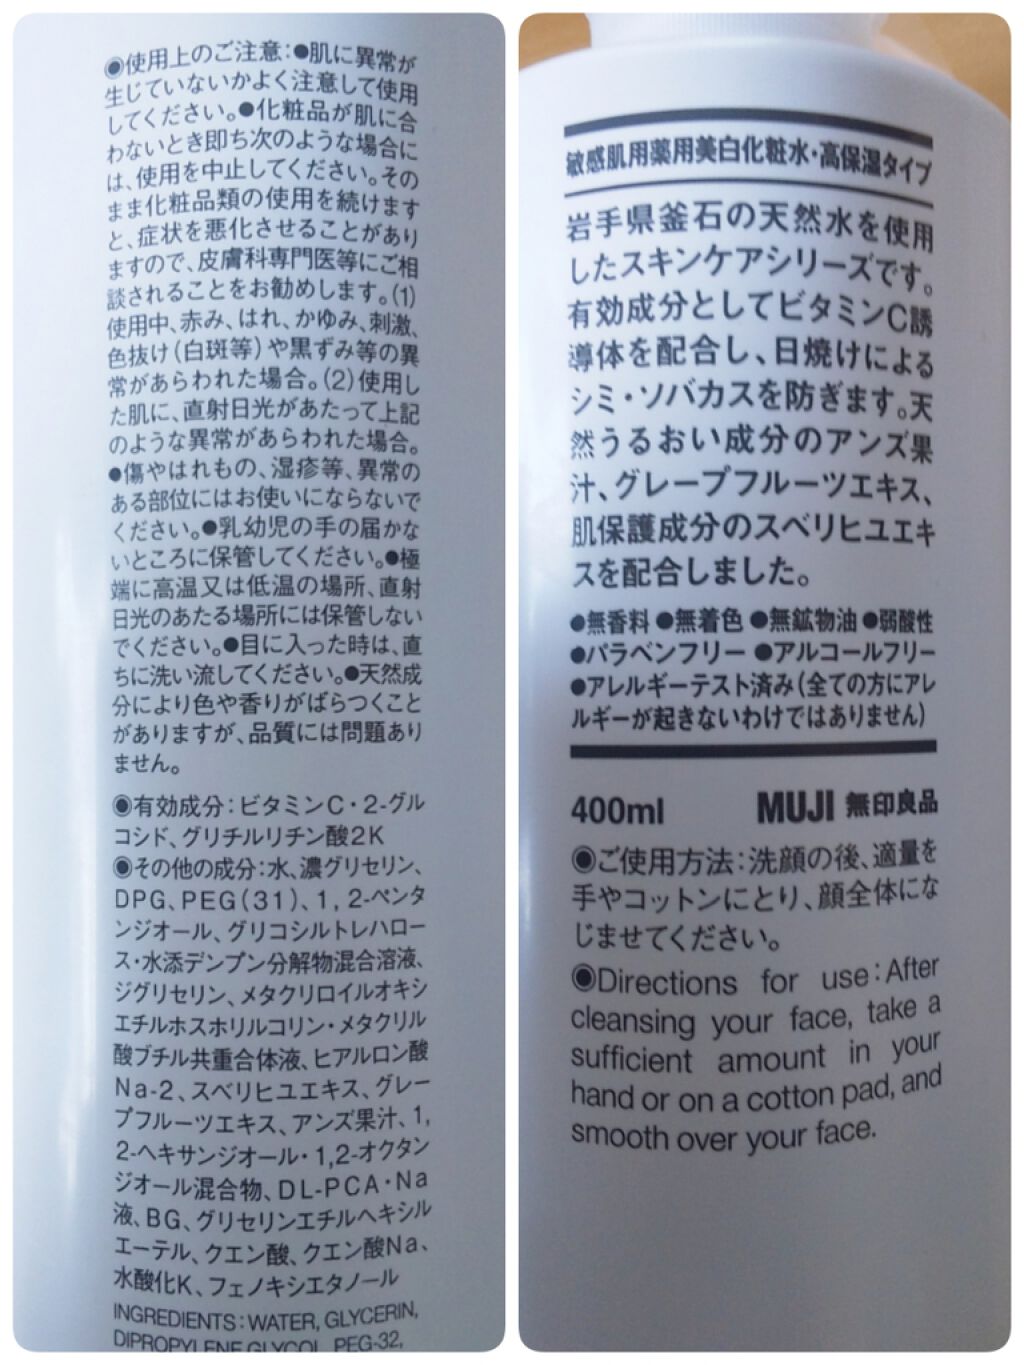 ◉使用上のご注意:●肌に異常が
生じていないかよく注意して使用
してください。●化粧品が肌に合
わないとき即ち次のような場合に
は、使用を中止してください。その
まま化粧品類の使用を続けます
と、症状を悪化させることがあり
ますので、皮膚科専門医等にご相
談されることをお勧めします。(1)
使用中、赤み、はれ、かゆみ、刺激、
色抜け(白斑等)や黒ずみ等の異
常があらわれた場合。(2)使用し
た肌に、直射日光があたって上記
のような異常があらわれた場合。
●傷やはれもの、湿疹等、異常の
ある部位にはお使いにならないで
ください。●乳幼児の手の届かな
いところに保管してください。●極
端に高温又は低温の場所、直射
日光のあたる場所には保管しない
でください。●目に入った時は、直
ちに洗い流してください。●天然成
分により色や香りがばらつくこと
がありますが、品質には問題あり
ません。
◉有効成分:ビタミンC・2-グル
コシド、グリチルリチン酸2K
◉その他の成分:水、濃グリセリン、
DPG、PEG(31)、1,2-ペンタ
ンジオール、グリコシルトレハロー
ス・水添デンプン分解物混合溶液、
ジグリセリン、メタクリロイルオキシ
エチルホスホリルコリン・メタクリル
酸ブチル共重合体液、ヒアルロン酸
Na-2、スベリヒユエキス、グレー
プフルーツエキス、アンズ果汁、1,
2-ヘキサンジオール・1,2-オクタン
ジオール混合物、DL-PCA・Na
液、BG、グリセリンエチルヘキシル
エーテル、クエン酸、クエン酸Na、
水酸化K、フェノキシエタノール
INGREDIENTS:WATER, GLYCERIN,
DIPROPYLENE GLYCOL, PEG-32,
敏感肌用薬用美白化粧水・高保湿タイプ
岩手県釜石の天然水を使用
したスキンケアシリーズです。
有効成分としてビタミンC誘
導体を配合し、日焼けによる
シミ・ソバカスを防ぎます。天
然うるおい成分のアンズ果
汁、グレープフルーツエキス、
肌保護成分のスベリヒユエキ
スを配合しました。
●無香料 ●無着色 ●無鉱物油 ●弱酸性
●パラベンフリー ●アルコールフリー
●アレルギーテスト済み(全ての方にアレ
ルギーが起きないわけではありません)
400ml MUJI 無印良品
◉ご使用方法:洗顔の後、適量を
手やコットンにとり、顔全体にな
じませてください。
◉Directions for use:After
cleansing your face, take a
sufficient amount in your
hand or on a cotton pad, and
smooth over your face.